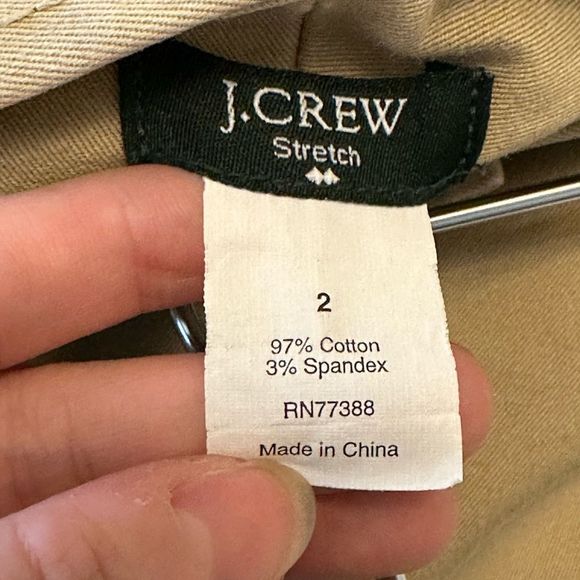 J.CREW
Stretch
2
97% Cotton
3% Spandex
RN77388
Made in China